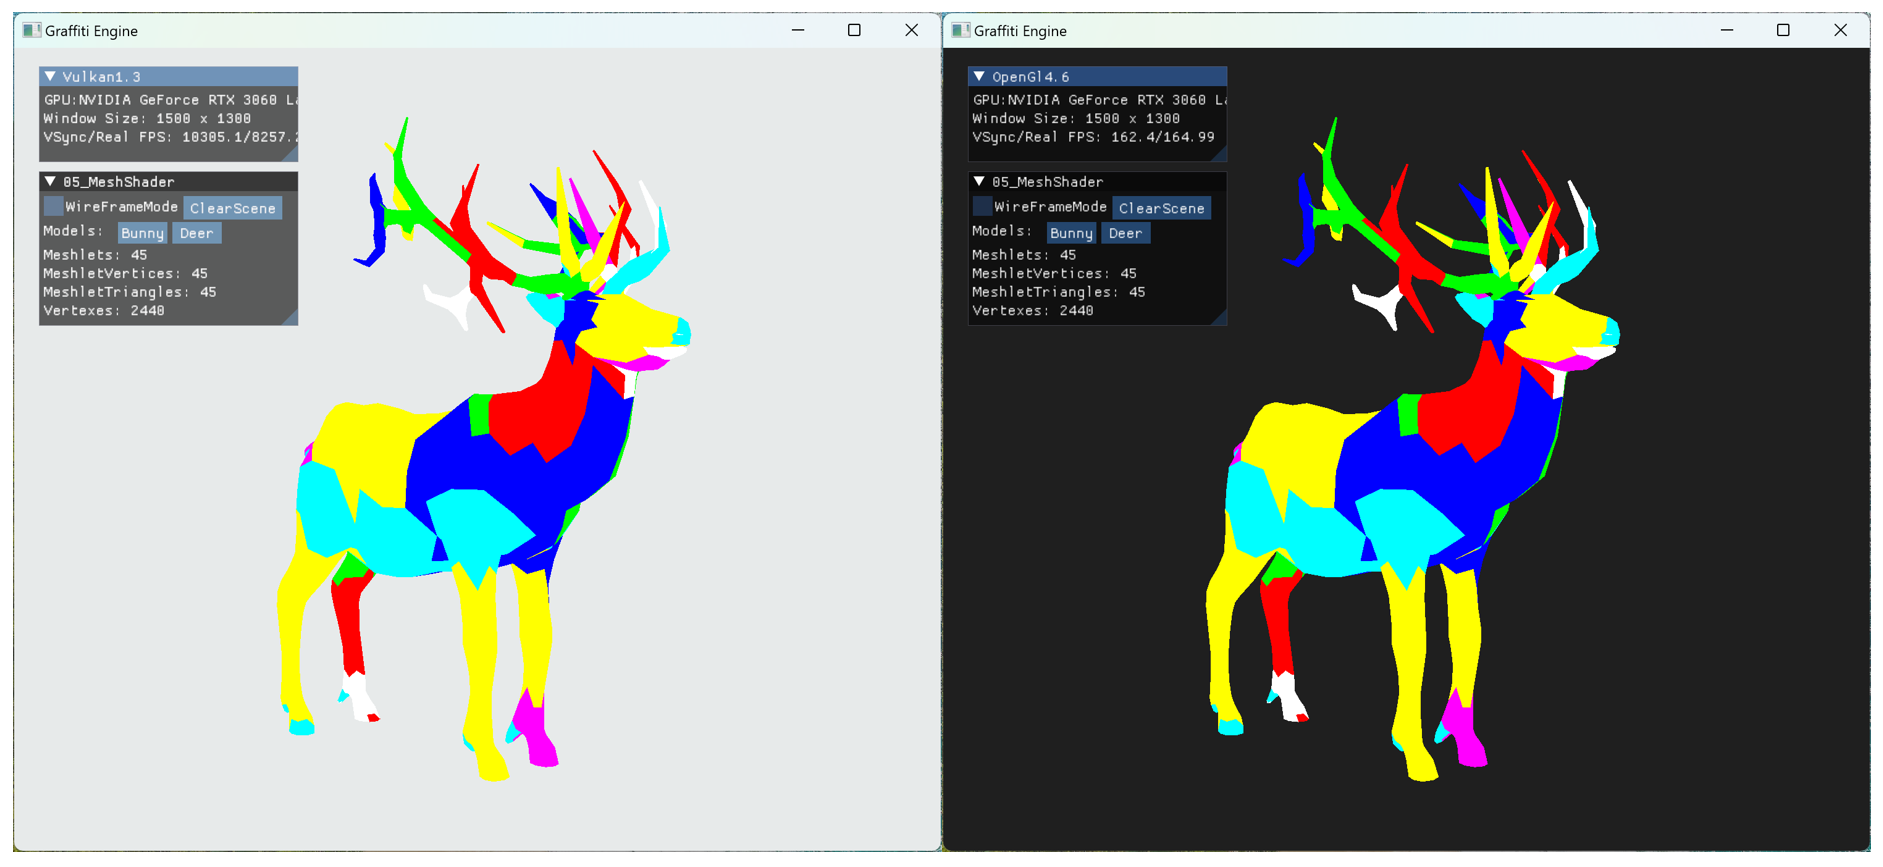 Graffiti Engine
Vulkan1.3
GPU:NVIDIA GeForce RTX 3060
Window Size: 1500 x 1300
VSync/Real FPS: 10305.1/8257.
05_MeshShader
WireFrameMode ClearScene
Models: Bunny Deer
Meshlets: 45
MeshletVertices: 45
MeshletTriangles: 45
Vertexes: 2440
Graffiti Engine
OpenGl4.6
GPU:NVIDIA GeForce RTX 3060
Window Size: 1500 x 1300
VSync/Real FPS: 162.4/164.99
05_MeshShader
WireFrameMode ClearScene
Models: Bunny Deer
Meshlets: 45
MeshletVertices: 45
MeshletTriangles: 45
Vertexes: 2440